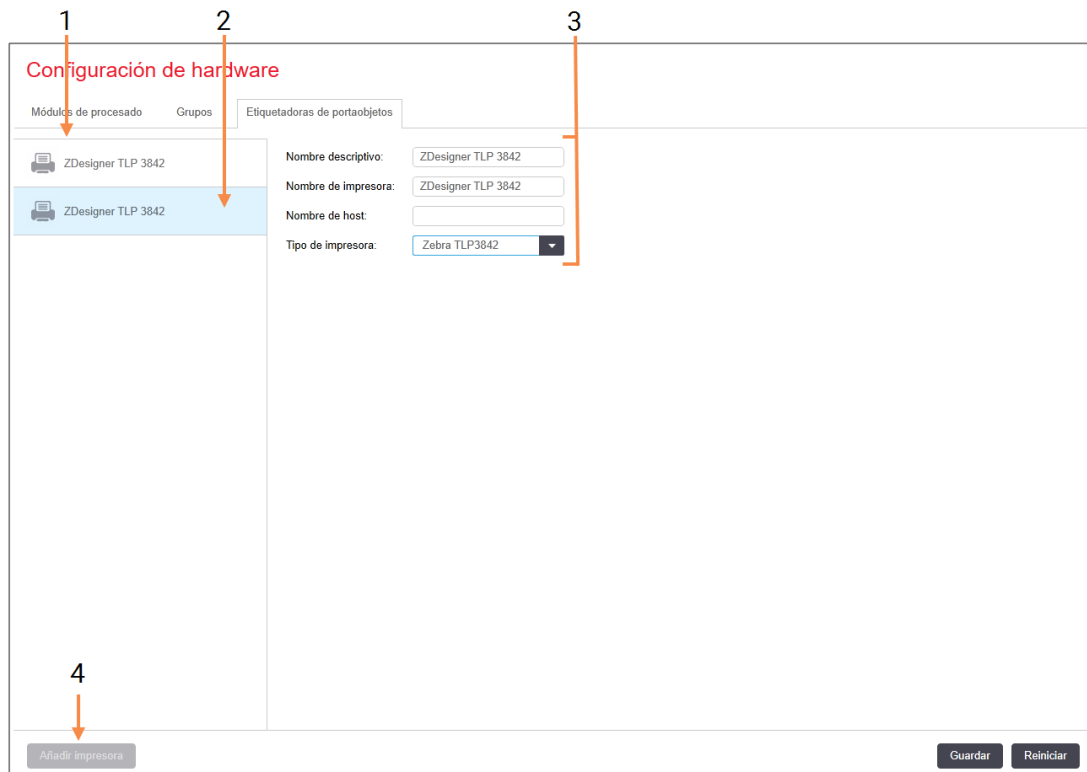 1 2 3
Configuración de hardware
Módulos de procesado Grupos Etiquetadoras de portaobjetos
ZDesigner TLP 3842
ZDesigner TLP 3842
Nombre descriptivo: ZDesigner TLP 3842
Nombre de impresora: ZDesigner TLP 3842
Nombre de host:
Tipo de impresora: Zebra TLP3842
4
Añadir impresora Guardar Reiniciar